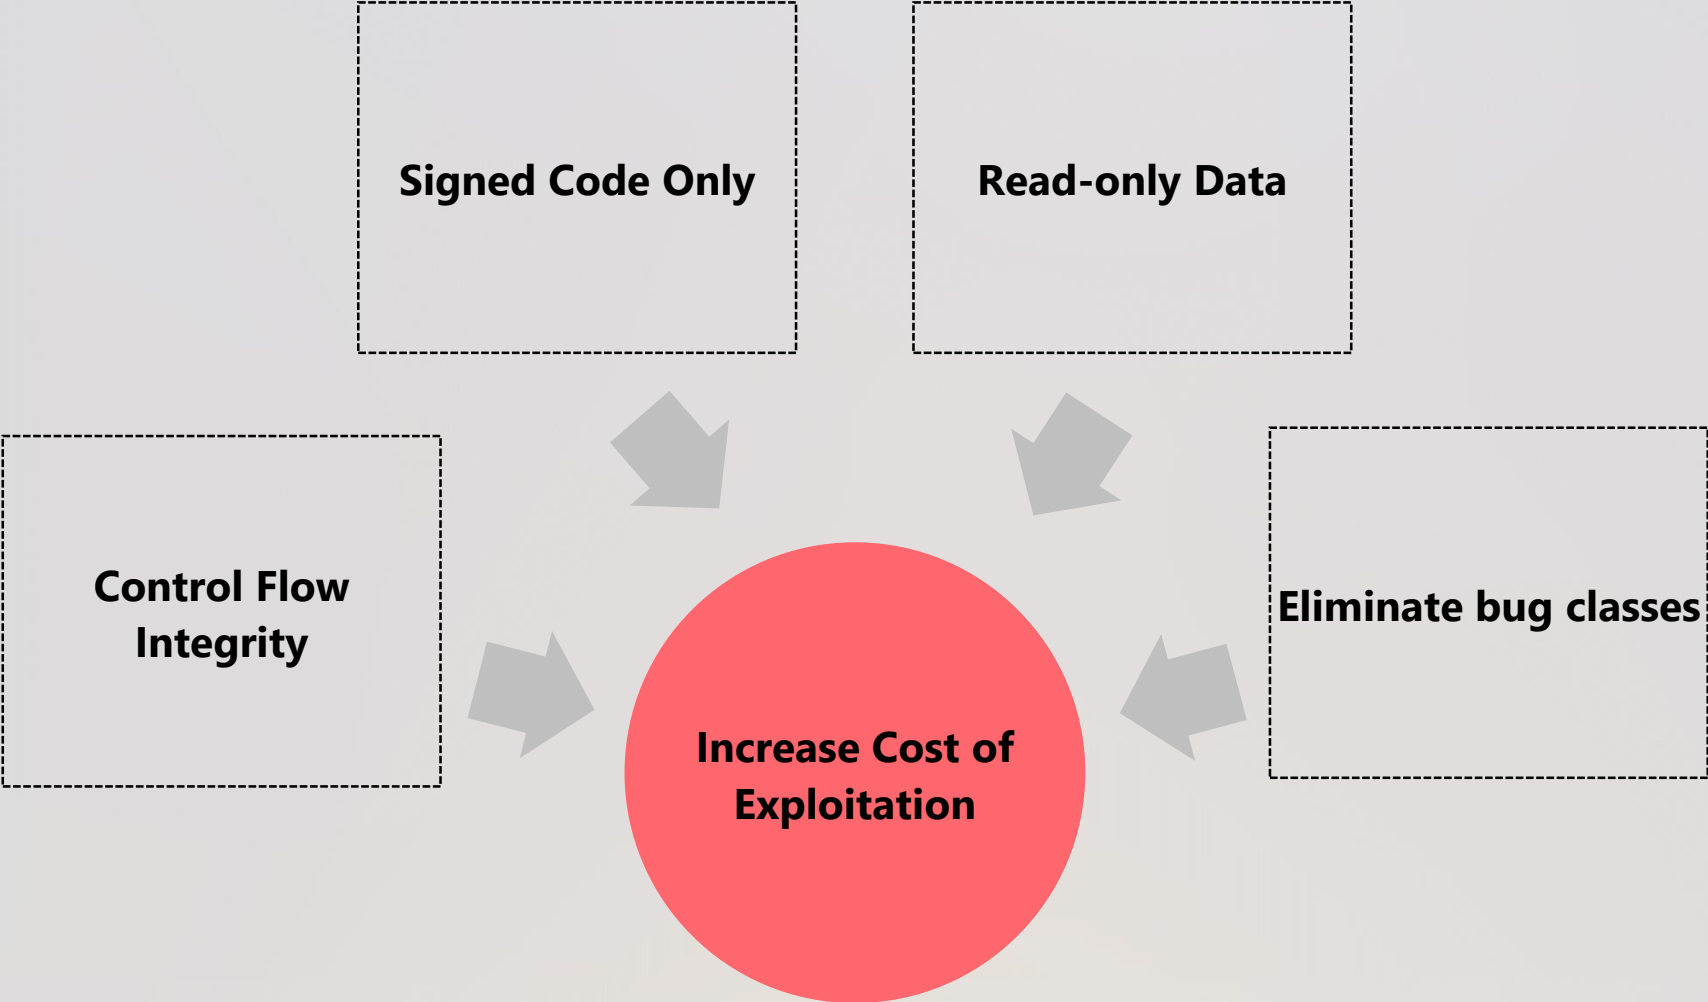 Signed Code Only
Read-only Data
Control Flow
Integrity
Eliminate bug classes
Increase Cost of
Exploitation